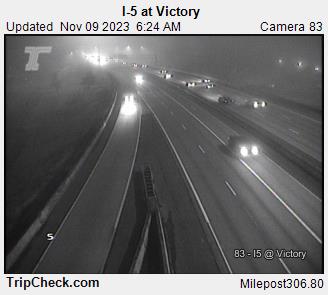 I-5 at Victory
Updated Nov 09 2023 6:24 AM Camera 83
T
S
83 - I5 @ Victory
TripCheck.com Milepost306.80